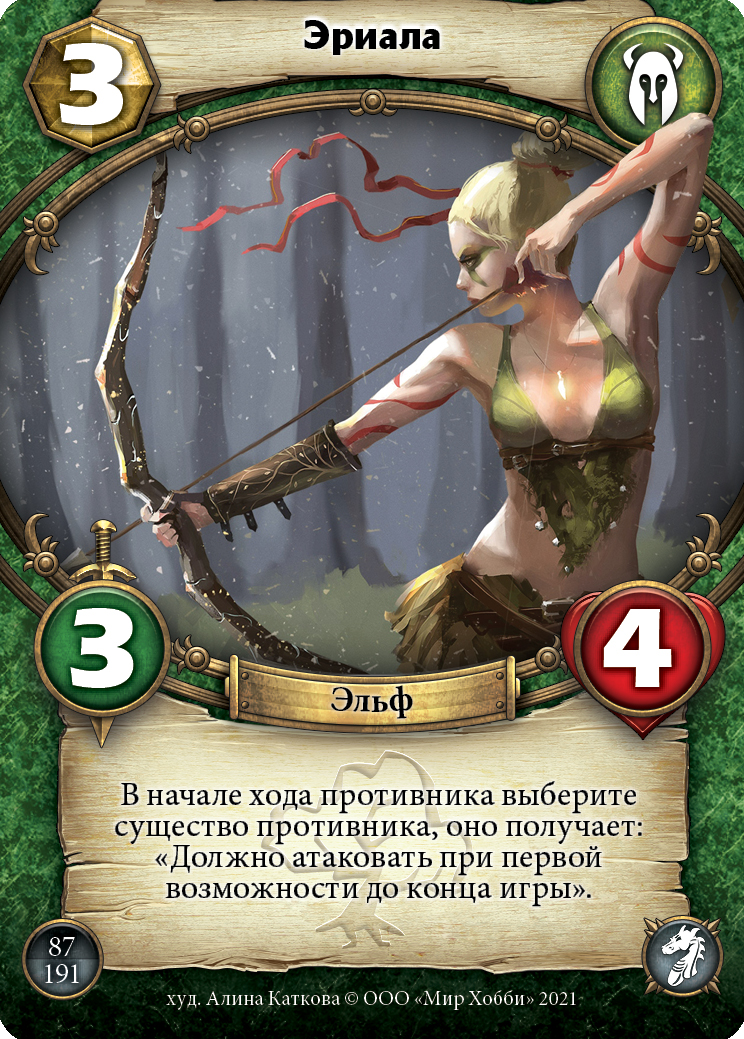 Эриала
3
3
4
Эльф
В начале хода противника выберите
существо противника, оно получает:
«Должно атаковать при первой
возможности до конца игры».
87
191
худ. Алина Каткова © ООО «Мир Хобби» 2021